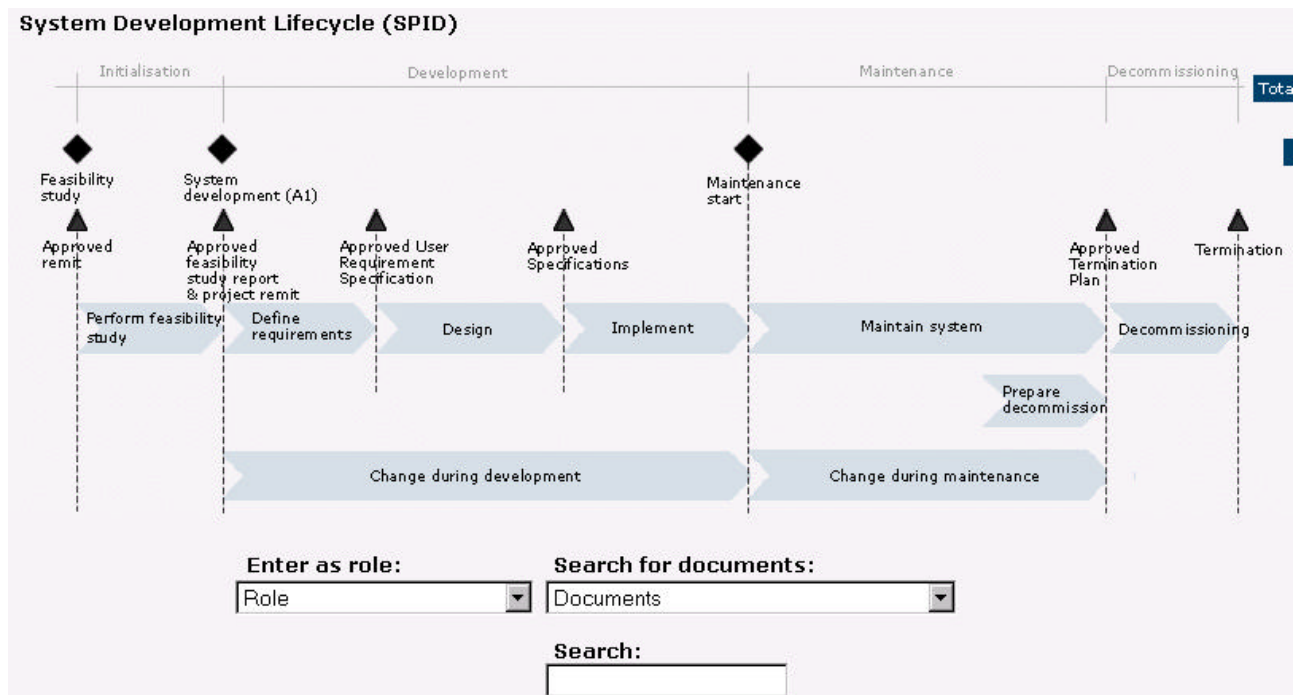 System Development Lifecycle (SPID)
Initialisation
Development
Maintenance
Decommissioning
Tota
Feasibility
study
System
development (A1)
Maintenance
start
Approved
remit
Approved
feasibility
study report
& project remit
Approved User
Requirement
Specification
Approved
Specifications
Approved
Termination
Plan
Termination
Perform feasibility
study
Define
requirements
Design
Implement
Maintain system
Decommissioning
Prepare
decommission
Change during development
Change during maintenance
Enter as role:
Search for documents:
Role
Documents
Search: